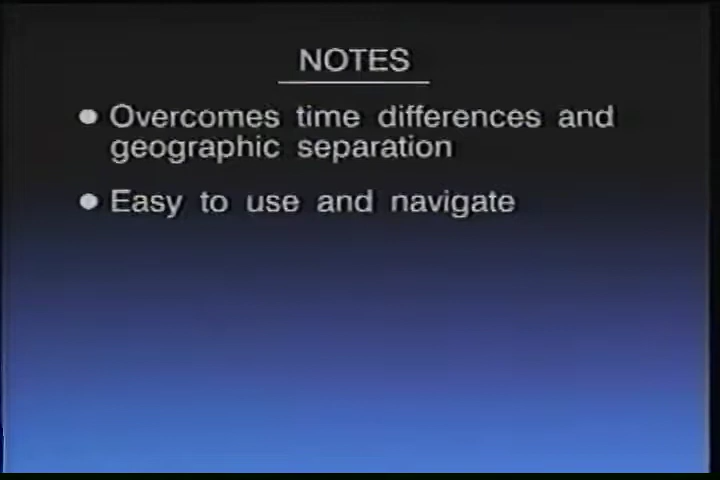 NOTES
● Overcomes time differences and
geographic separation
● Easy to use and navigate